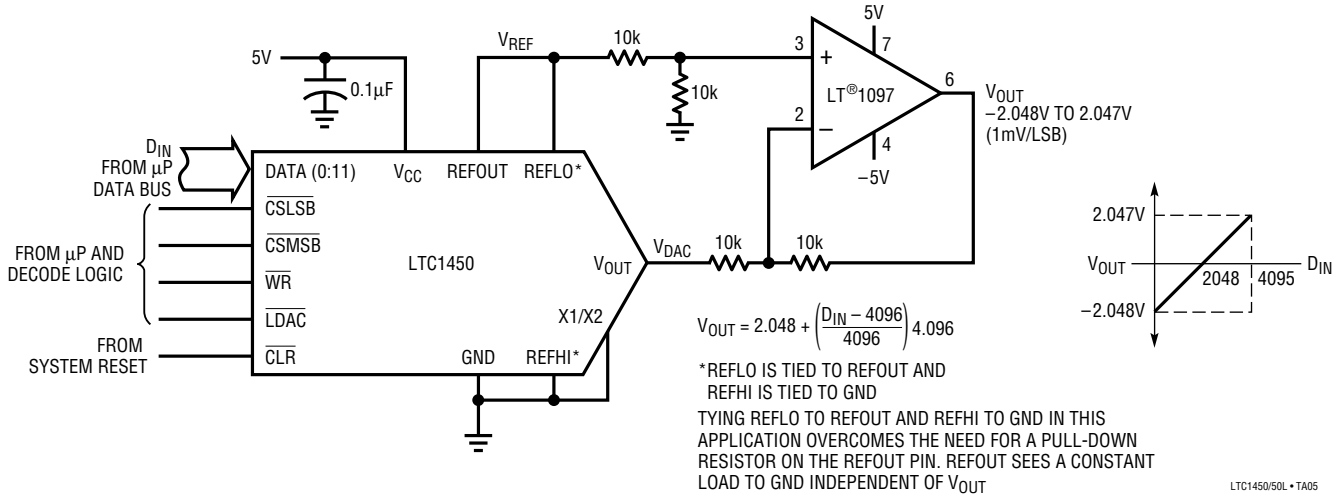 5V
0.1µF
V_REF
10k
10k
3
+
2
−
5V
7
LT®1097
4
−5V
6
V_OUT
−2.048V TO 2.047V
(1mV/LSB)
D_IN
FROM µP
DATA BUS
FROM µP AND
DECODE LOGIC
FROM
SYSTEM RESET
DATA (0:11)
V_CC
REFOUT
REFLO*
CSLSB
CSMSB
WR
LDAC
CLR
LTC1450
V_OUT
X1/X2
GND
REFHI*
V_DAC
10k
10k
V_OUT = 2.048 + (D_IN − 4096 / 4096) 4.096
*REFLO IS TIED TO REFOUT AND
REFHI IS TIED TO GND
TYING REFLO TO REFOUT AND REFHI TO GND IN THIS
APPLICATION OVERCOMES THE NEED FOR A PULL-DOWN
RESISTOR ON THE REFOUT PIN. REFOUT SEES A CONSTANT
LOAD TO GND INDEPENDENT OF V_OUT
2.047V
V_OUT
−2.048V
2048
4095
D_IN
LTC1450/50L • TA05